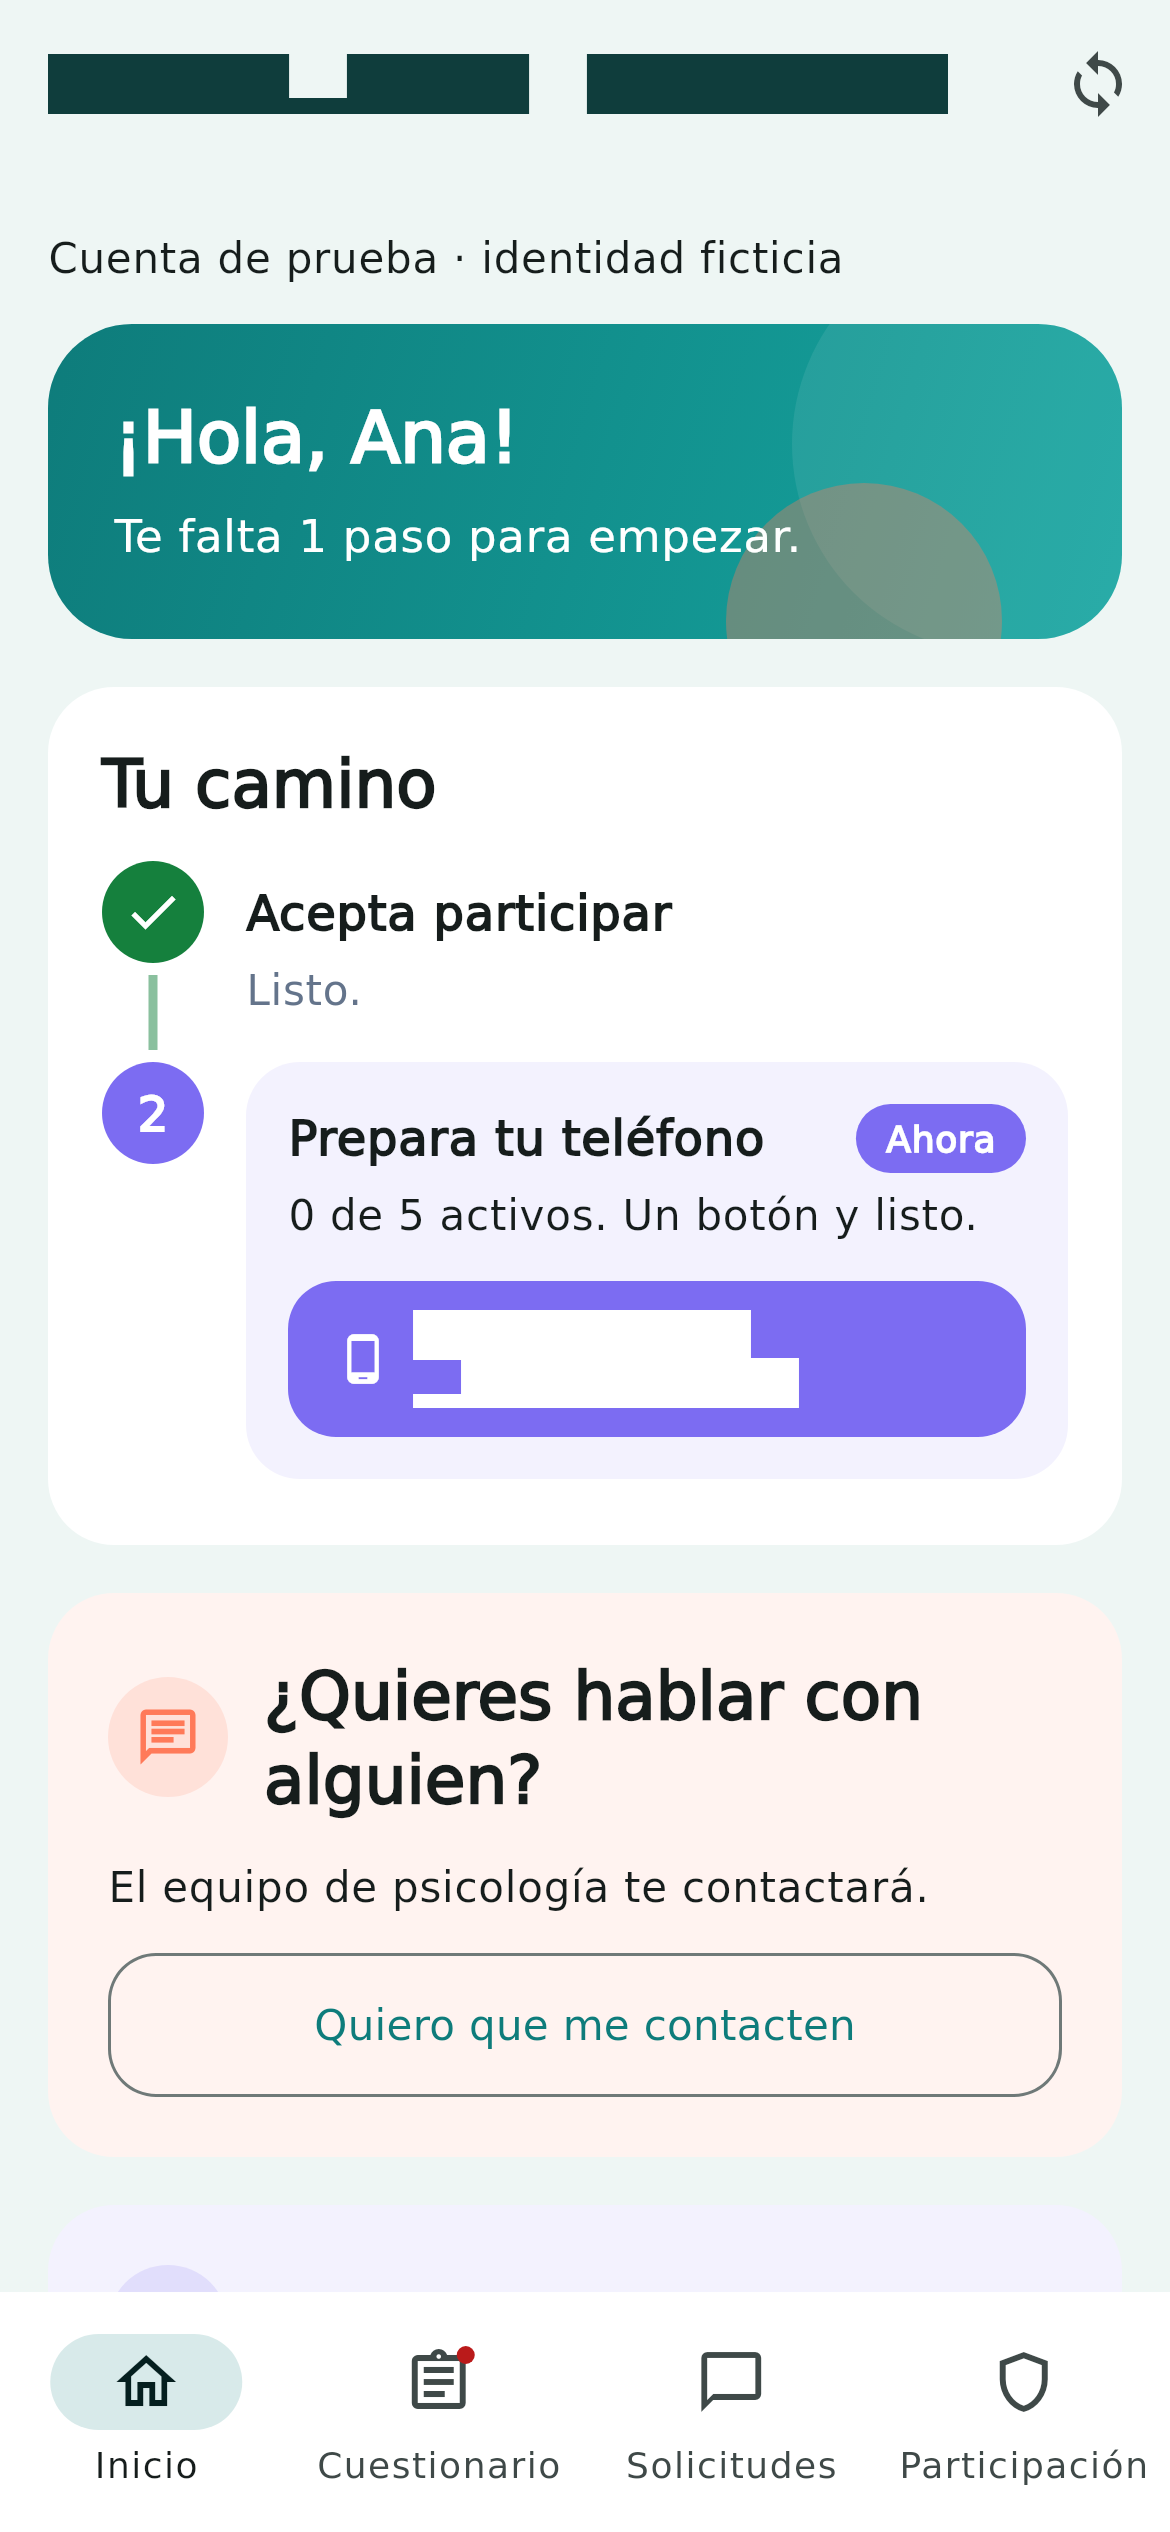 Cuenta de prueba · identidad ficticia
¡Hola, Ana!
Te falta 1 paso para empezar.
Tu camino
Acepta participar
Listo.
2
Prepara tu teléfono
Ahora
0 de 5 activos. Un botón y listo.
¿Quieres hablar con
alguien?
El equipo de psicología te contactará.
Quiero que me contacten
Inicio
Cuestionario
Solicitudes
Participación